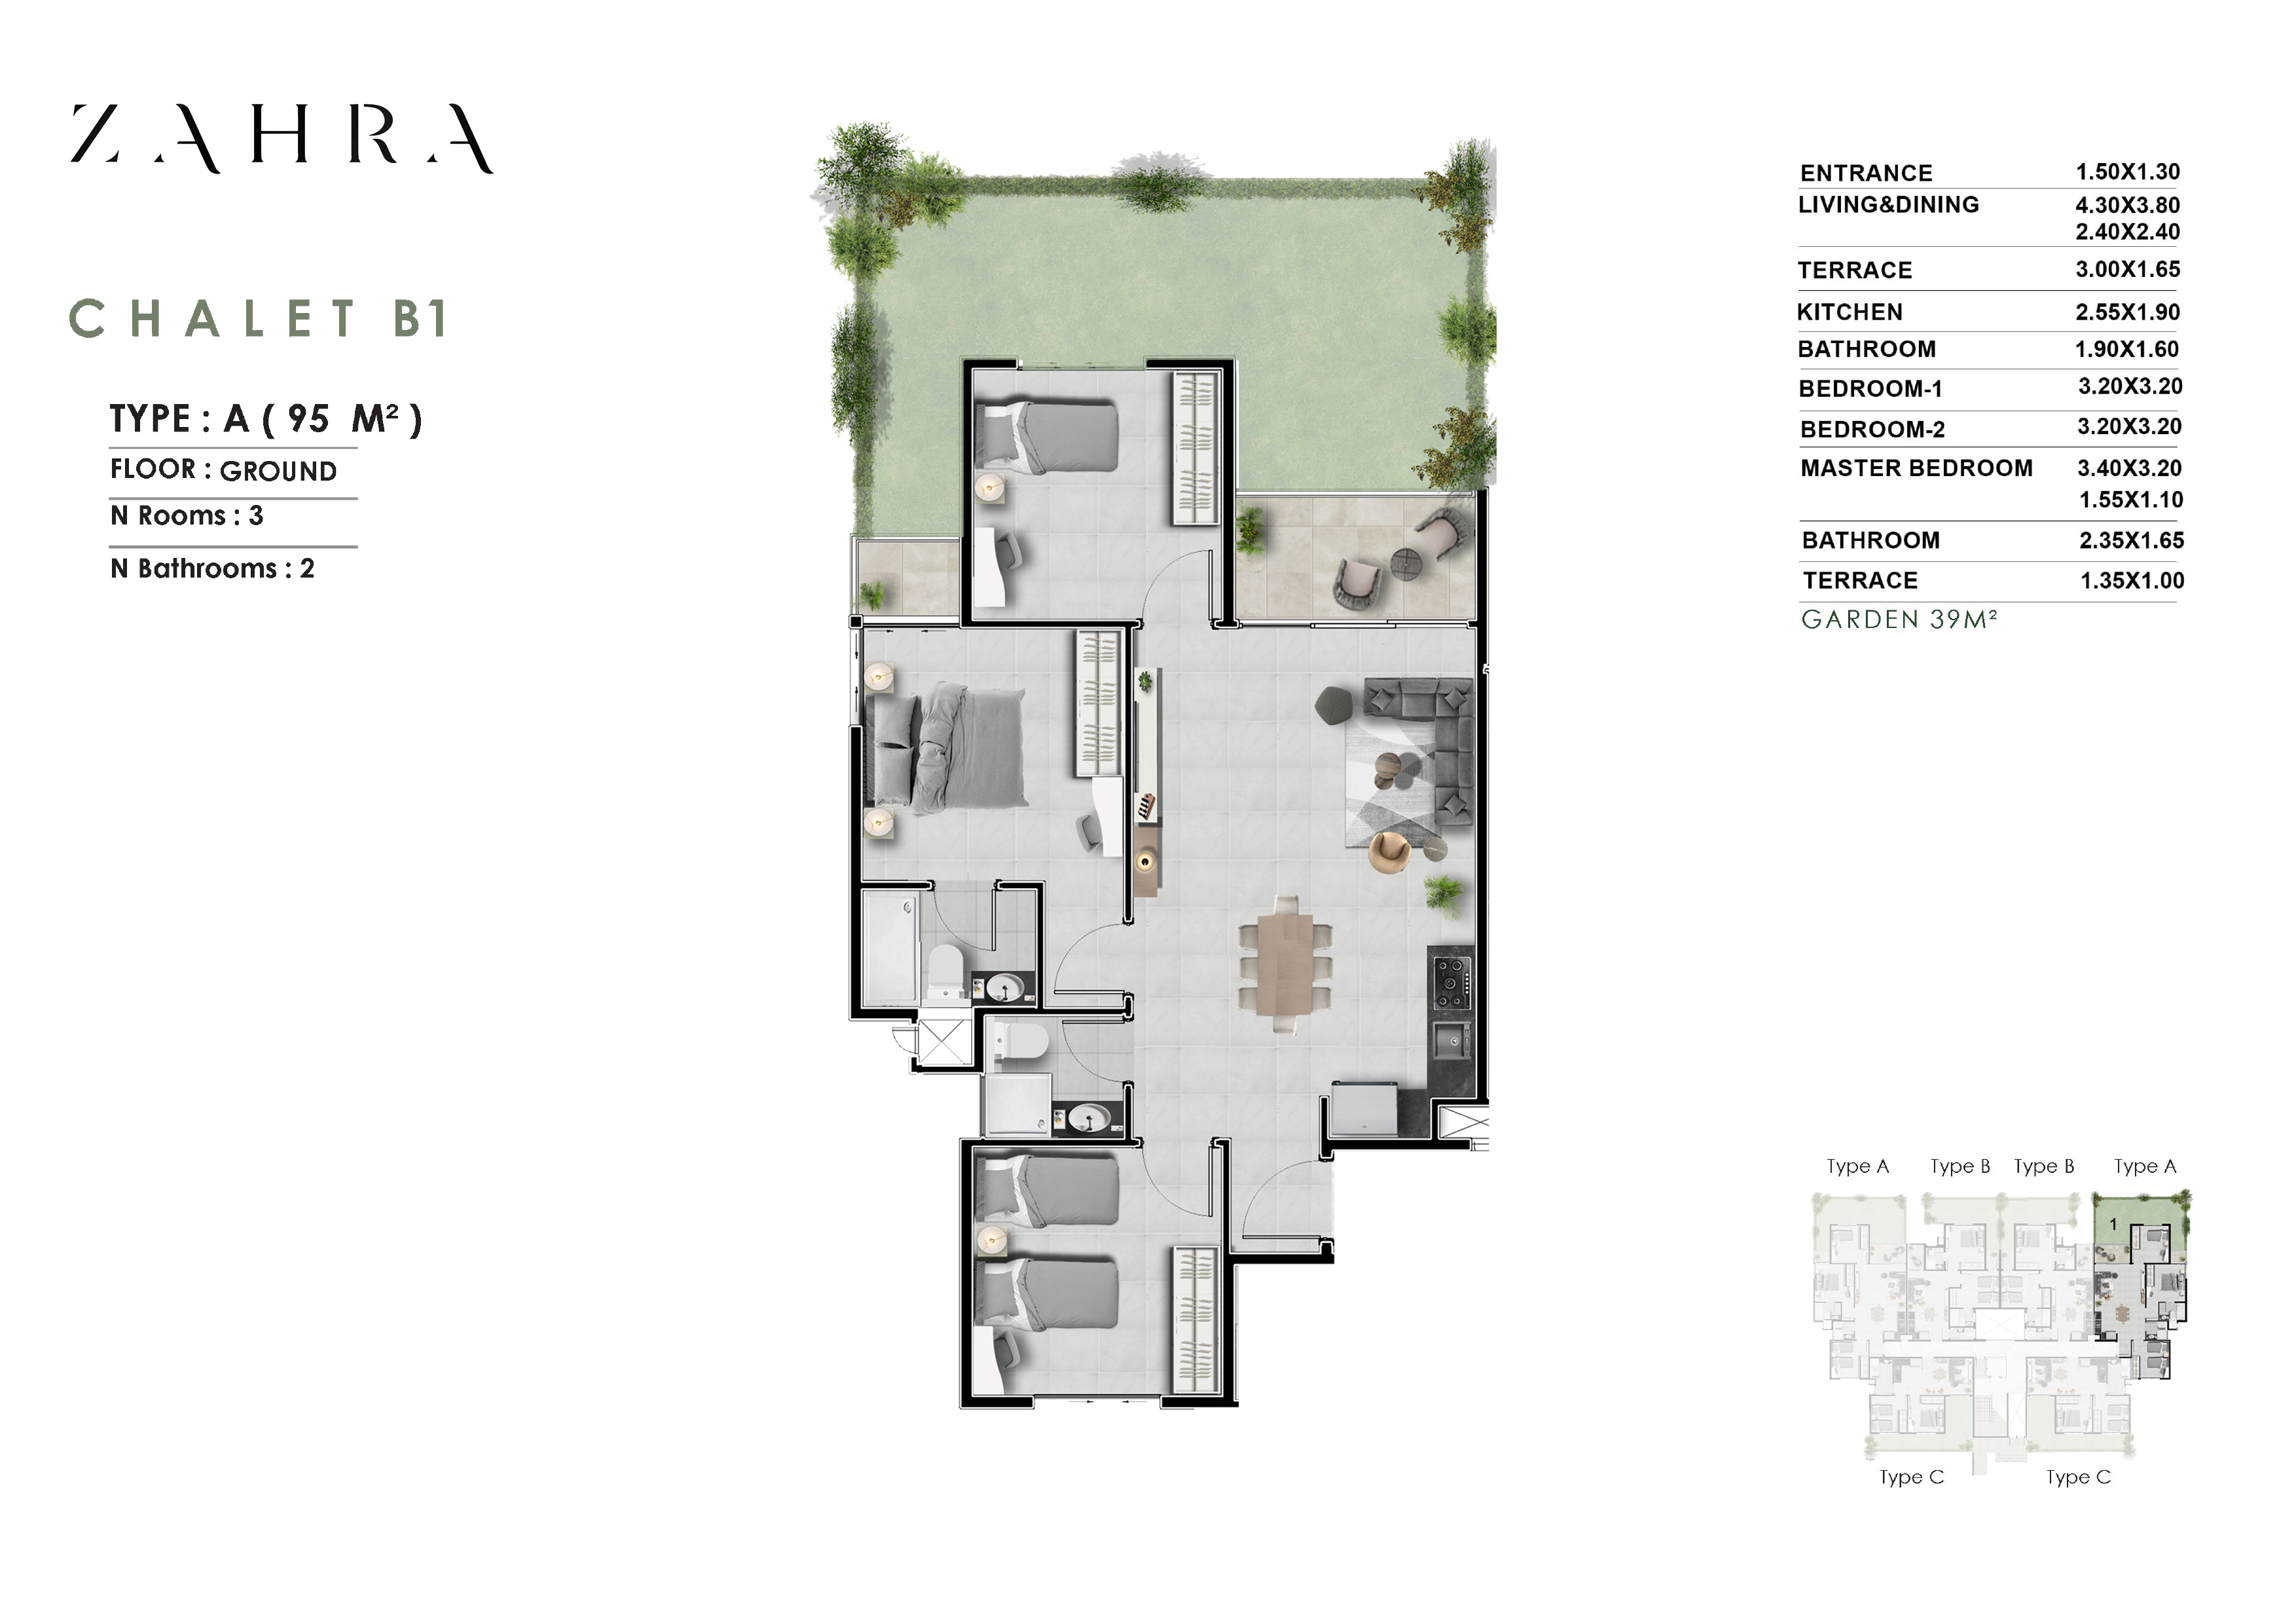 ZAHRA
CHALET B1
TYPE : A ( 95 M² )
FLOOR : GROUND
N Rooms : 3
N Bathrooms : 2
ENTRANCE 1.50X1.30
LIVING&DINING 4.30X3.80
2.40X2.40
TERRACE 3.00X1.65
KITCHEN 2.55X1.90
BATHROOM 1.90X1.60
BEDROOM-1 3.20X3.20
BEDROOM-2 3.20X3.20
MASTER BEDROOM 3.40X3.20
1.55X1.10
BATHROOM 2.35X1.65
TERRACE 1.35X1.00
GARDEN 39M²
Type A Type B Type B Type A
1
Type C Type C